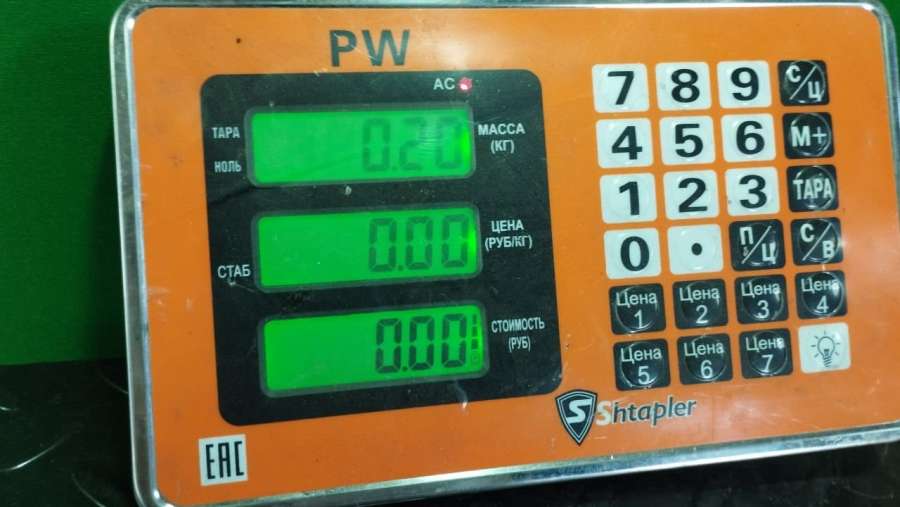 PW
AC
ТАРА
НОЛЬ
0.20
МАССА
(КГ)
0.00
ЦЕНА
(РУБ/КГ)
СТАБ
0.00
СТОИМОСТЬ
(РУБ)
7 8 9 С/Ц
4 5 6 М+
1 2 3 ТАРА
0 . П/Ц С/В
Цена 1 Цена 2 Цена 3 Цена 4
Цена 5 Цена 6 Цена 7
S Shtapler
EAC